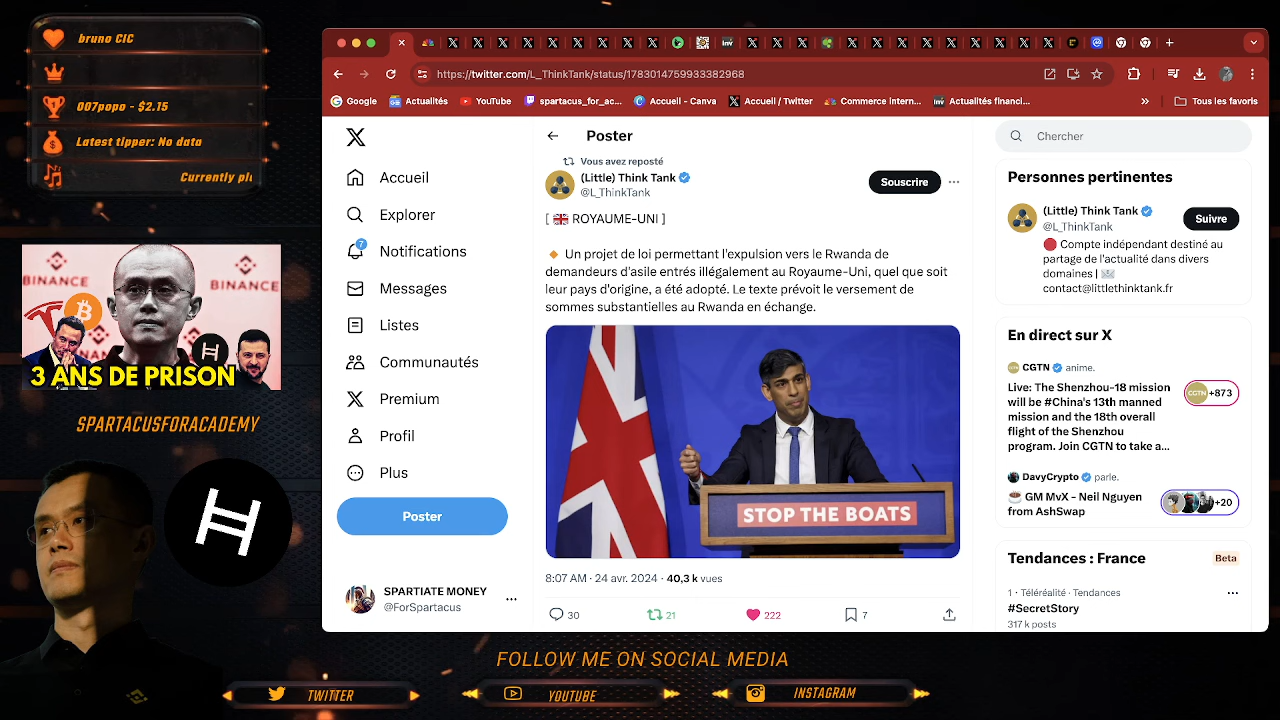 bruno CIC
007popo - $2.15
Latest tipper: No data
Currently pl
BINANCE
BINANCE
3 ANS DE PRISON
SPARTACUSFORACADEMY
https://twitter.com/L_ThinkTank/status/1783014759933382968
Google
Actualités
YouTube
spartacus_for_ac...
Accueil - Canva
Accueil / Twitter
Commerce intern...
Actualités financi...
»
Tous les favoris
Accueil
Explorer
7
Notifications
Messages
Listes
Communautés
Premium
Profil
Plus
Poster
SPARTIATE MONEY
@ForSpartacus
Poster
Vous avez reposté
(Little) Think Tank
@L_ThinkTank
Souscrire
[ 🇬🇧 ROYAUME-UNI ]
🔸 Un projet de loi permettant l'expulsion vers le Rwanda de
demandeurs d'asile entrés illégalement au Royaume-Uni, quel que soit
leur pays d'origine, a été adopté. Le texte prévoit le versement de
sommes substantielles au Rwanda en échange.
STOP THE BOATS
8:07 AM · 24 avr. 2024 · 40,3 k vues
30
21
222
7
Chercher
Personnes pertinentes
(Little) Think Tank
@L_ThinkTank
Suivre
🔴 Compte indépendant destiné au
partage de l'actualité dans divers
domaines | 📨
contact@littlethinktank.fr
En direct sur X
CGTN anime.
Live: The Shenzhou-18 mission
will be #China's 13th manned
mission and the 18th overall
flight of the Shenzhou
program. Join CGTN to take a...
CGTN +873
DavyCrypto parle.
☕ GM MvX - Neil Nguyen
from AshSwap
+20
Tendances : France
Beta
1 · Téléréalité · Tendances
#SecretStory
317 k posts
FOLLOW ME ON SOCIAL MEDIA
TWITTER
YOUTUBE
INSTAGRAM